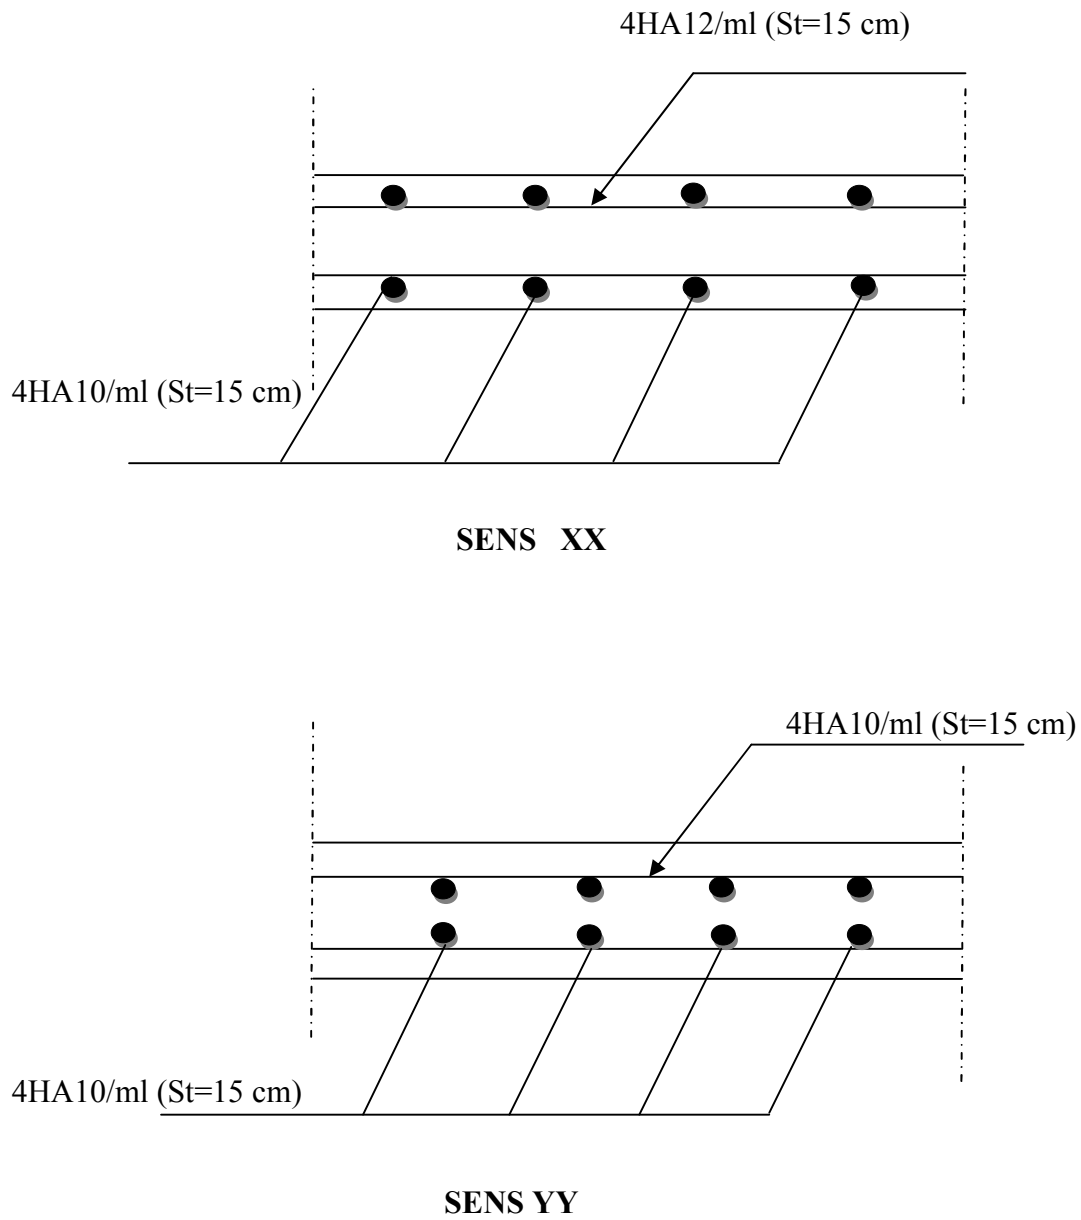 4HA12/ml (St=15 cm)
4HA10/ml (St=15 cm)
SENS XX
4HA10/ml (St=15 cm)
4HA10/ml (St=15 cm)
SENS YY